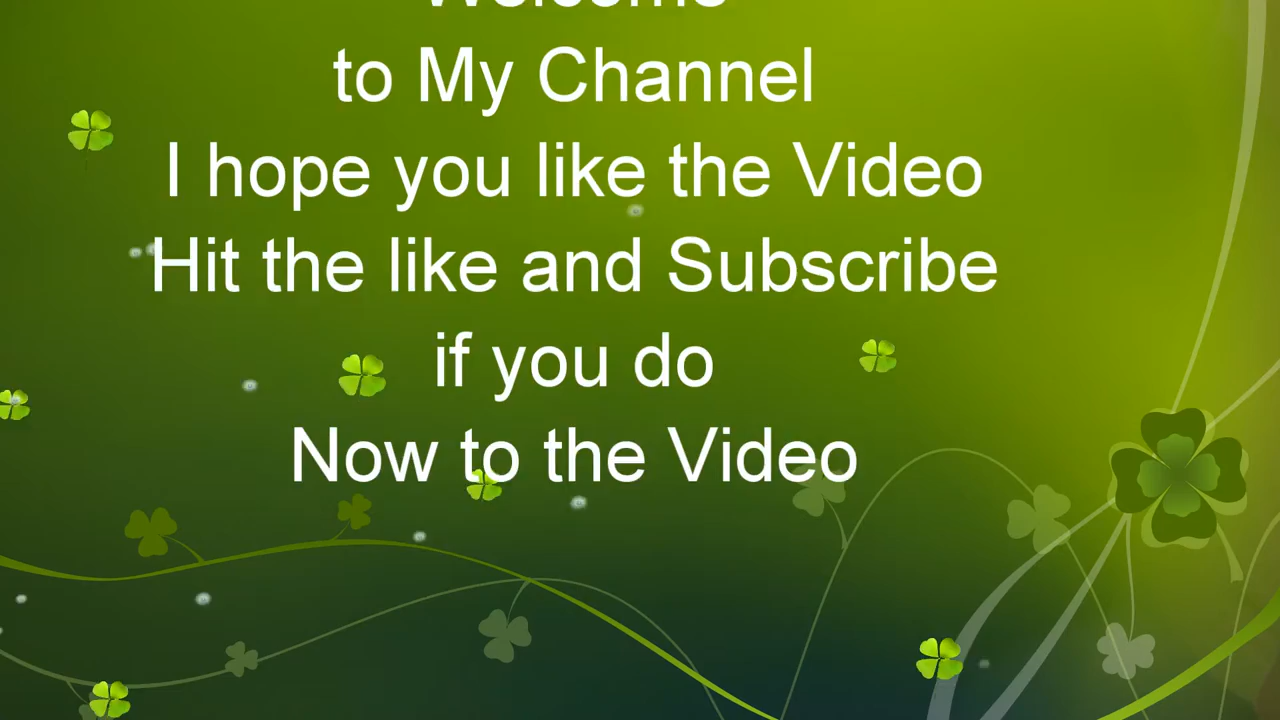 Welcome
to My Channel
I hope you like the Video
Hit the like and Subscribe
if you do
Now to the Video